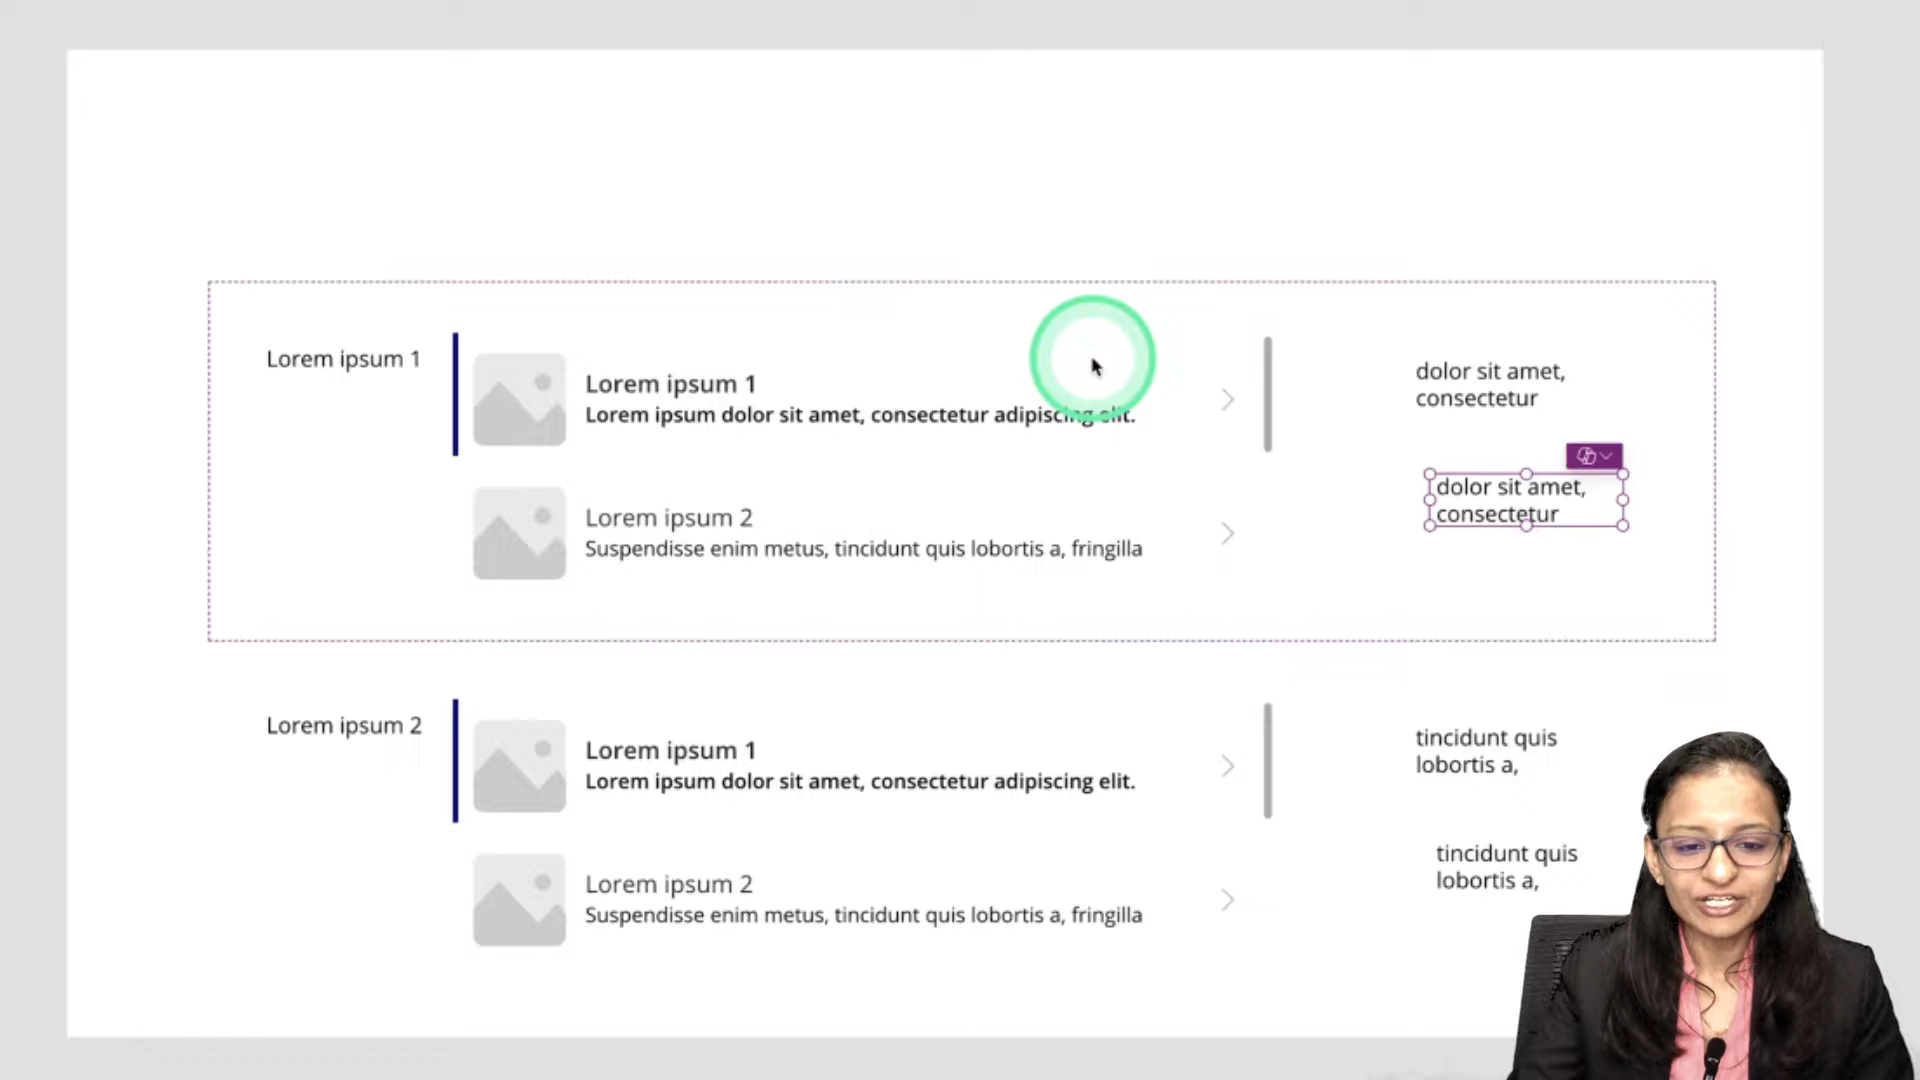 Lorem ipsum 1
Lorem ipsum 1
Lorem ipsum dolor sit amet, consectetur adipiscing elit.
dolor sit amet,
consectetur
Lorem ipsum 2
Suspendisse enim metus, tincidunt quis lobortis a, fringilla
dolor sit amet,
consectetur
Lorem ipsum 2
Lorem ipsum 1
Lorem ipsum dolor sit amet, consectetur adipiscing elit.
tincidunt quis
lobortis a,
Lorem ipsum 2
Suspendisse enim metus, tincidunt quis lobortis a, fringilla
tincidunt quis
lobortis a,